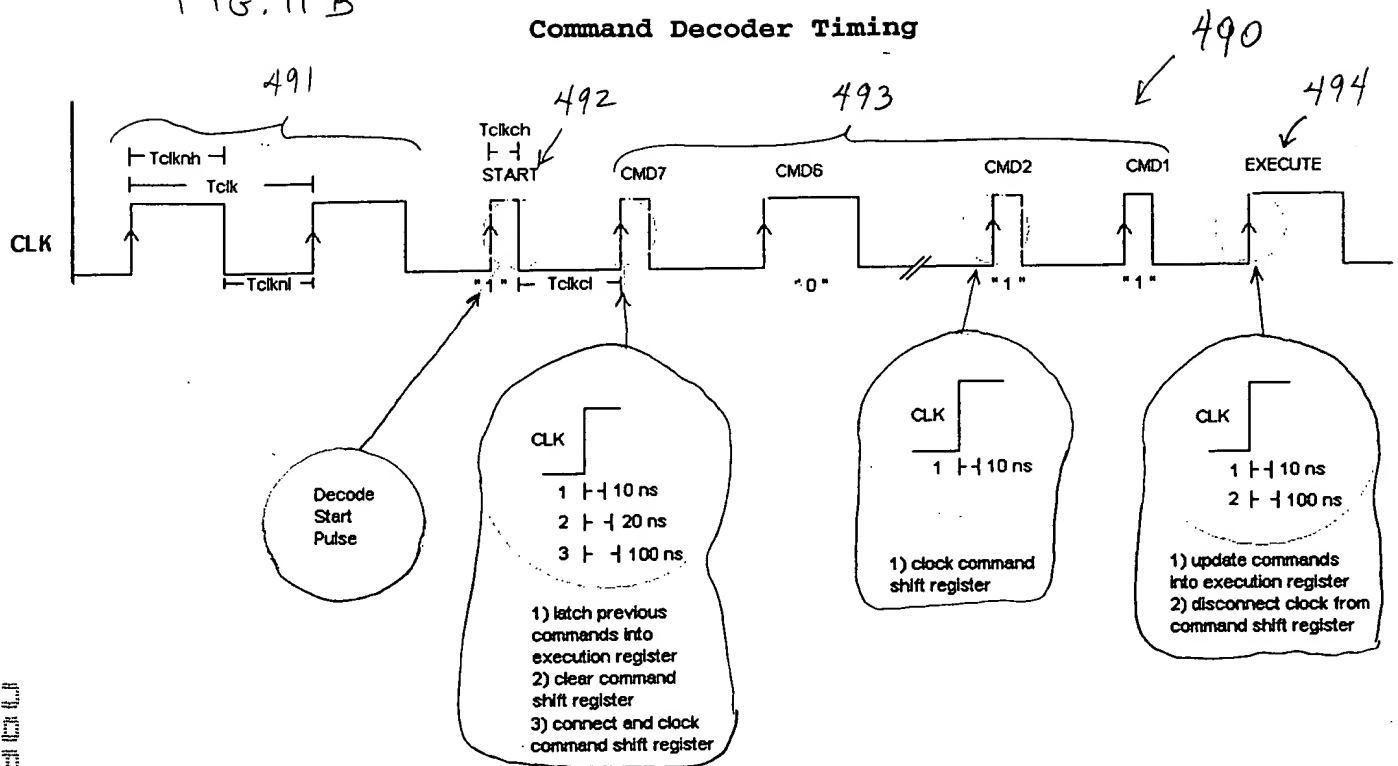 FIG. 11 B
Command Decoder Timing
490
491
492
493
494
Tclkch
Tclknh
START
CMD7
CMD6
CMD2
CMD1
EXECUTE
Tclk
CLK
Tclknl
"1"
Tclkcl
"0"
"1"
"1"
Decode
Start
Pulse
CLK
1 10 ns
2 20 ns
3 100 ns
1) latch previous
commands into
execution register
2) clear command
shift register
3) connect and clock
command shift register
CLK
1 10 ns
1) clock command
shift register
CLK
1 10 ns
2 100 ns
1) update commands
into execution register
2) disconnect clock from
command shift register